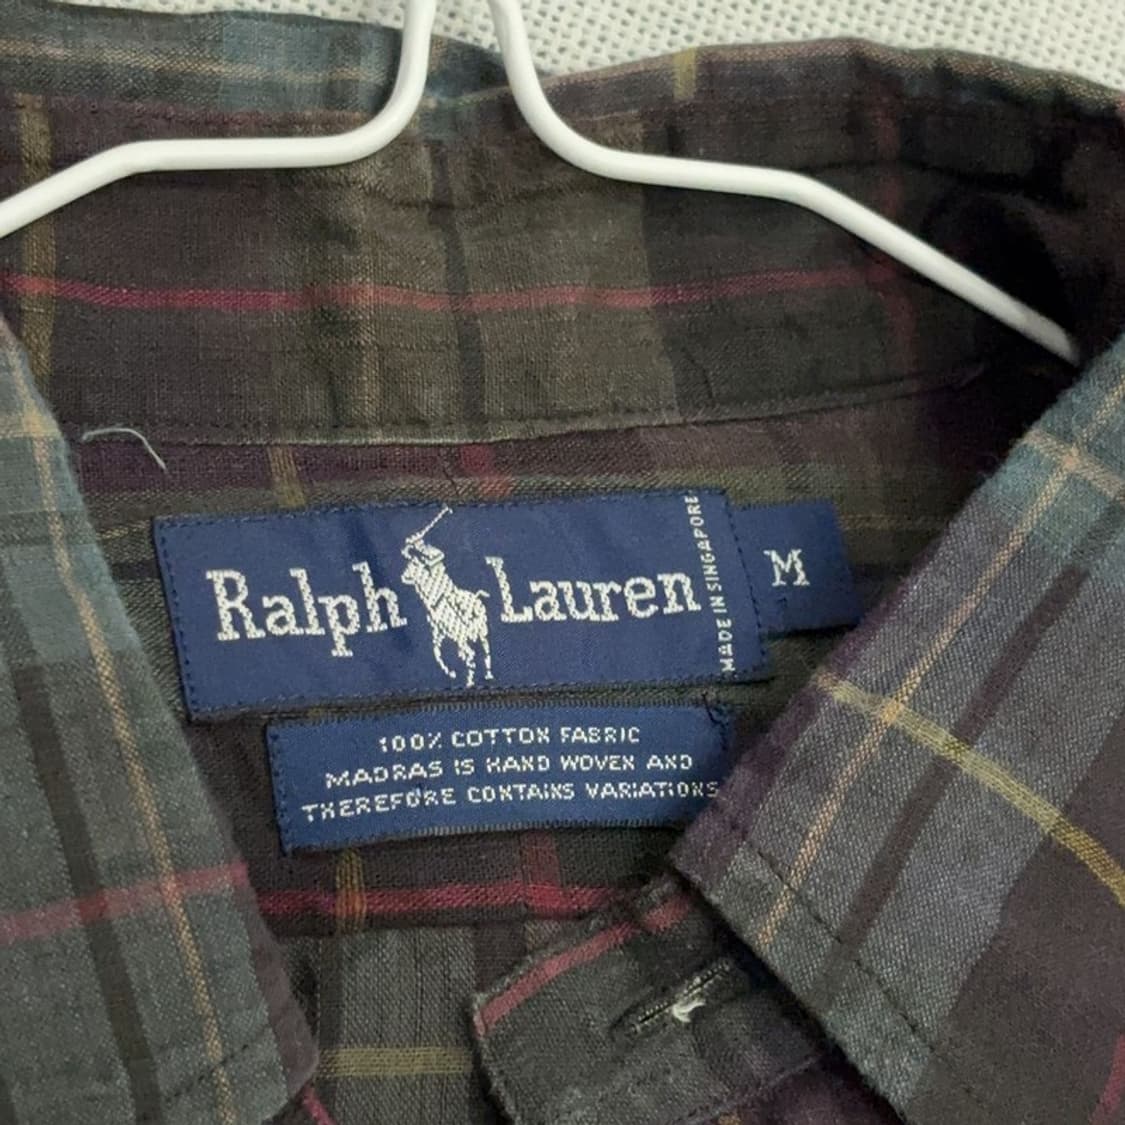 Ralph Lauren
MADE IN SINGAPORE
M
100% COTTON FABRIC
MADRAS IS HAND WOVEN AND
THEREFORE CONTAINS VARIATIONS